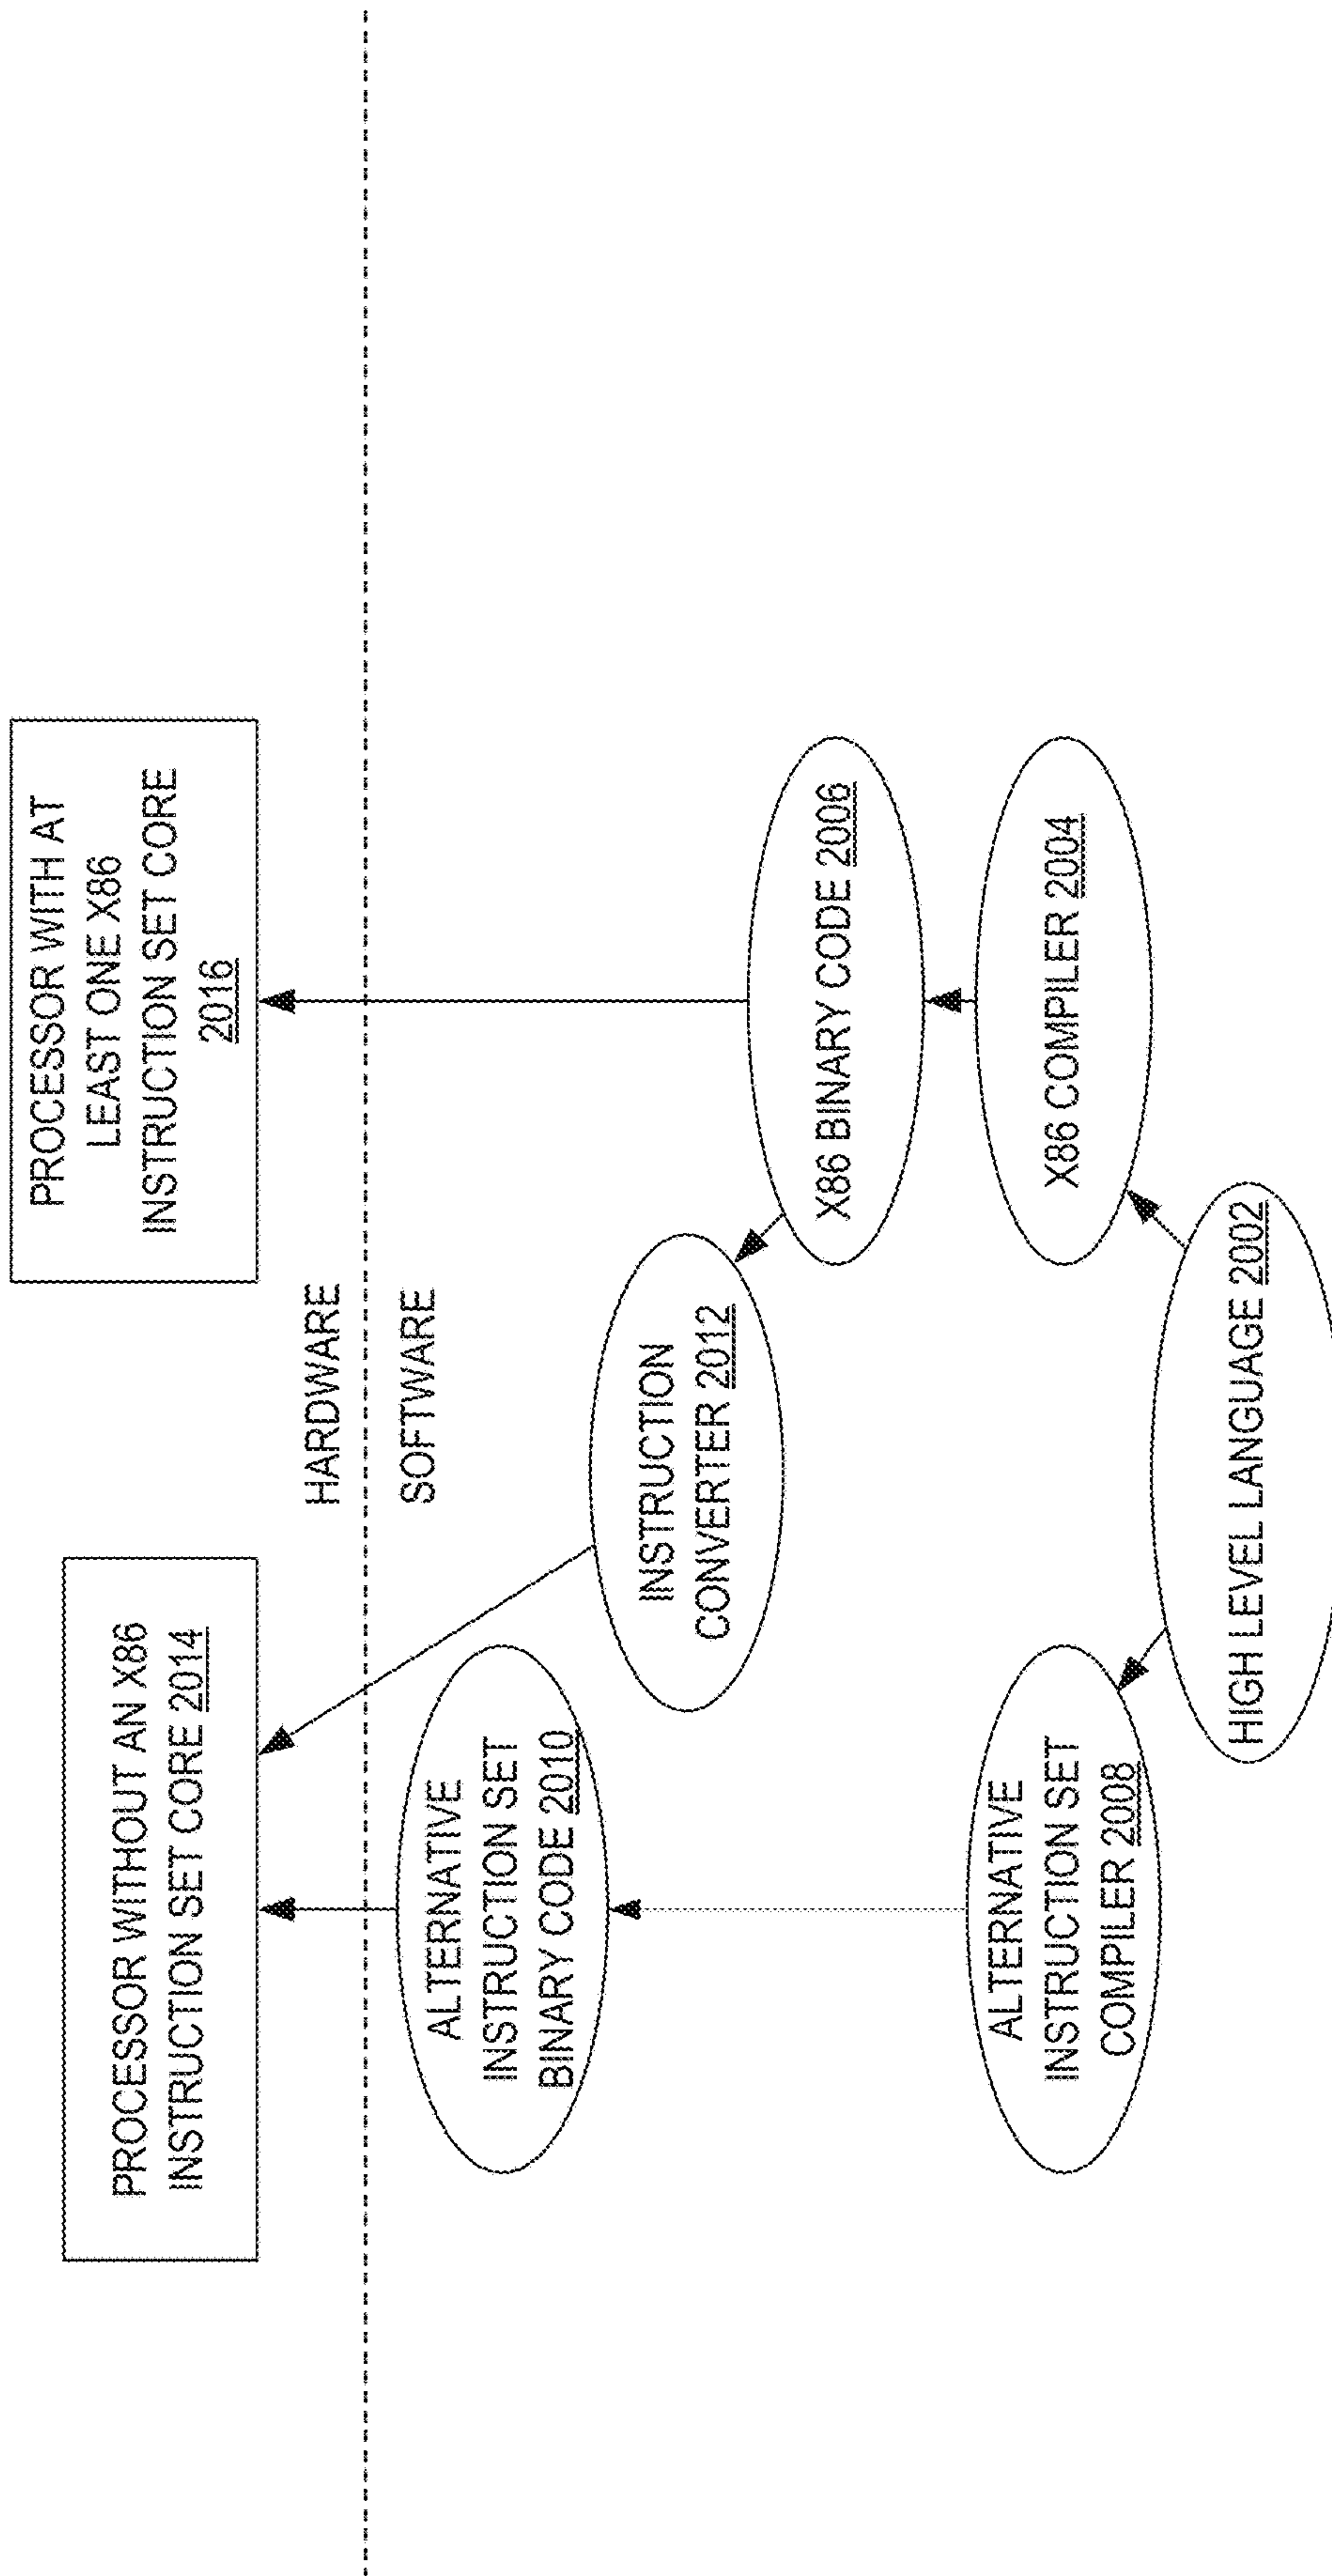 PROCESSOR WITHOUT AN X86
INSTRUCTION SET CORE 2014
PROCESSOR WITH AT
LEAST ONE X86
INSTRUCTION SET CORE
2016
HARDWARE
SOFTWARE
ALTERNATIVE
INSTRUCTION SET
BINARY CODE 2010
INSTRUCTION
CONVERTER 2012
X86 BINARY CODE 2006
ALTERNATIVE
INSTRUCTION SET
COMPILER 2008
X86 COMPILER 2004
HIGH LEVEL LANGUAGE 2002